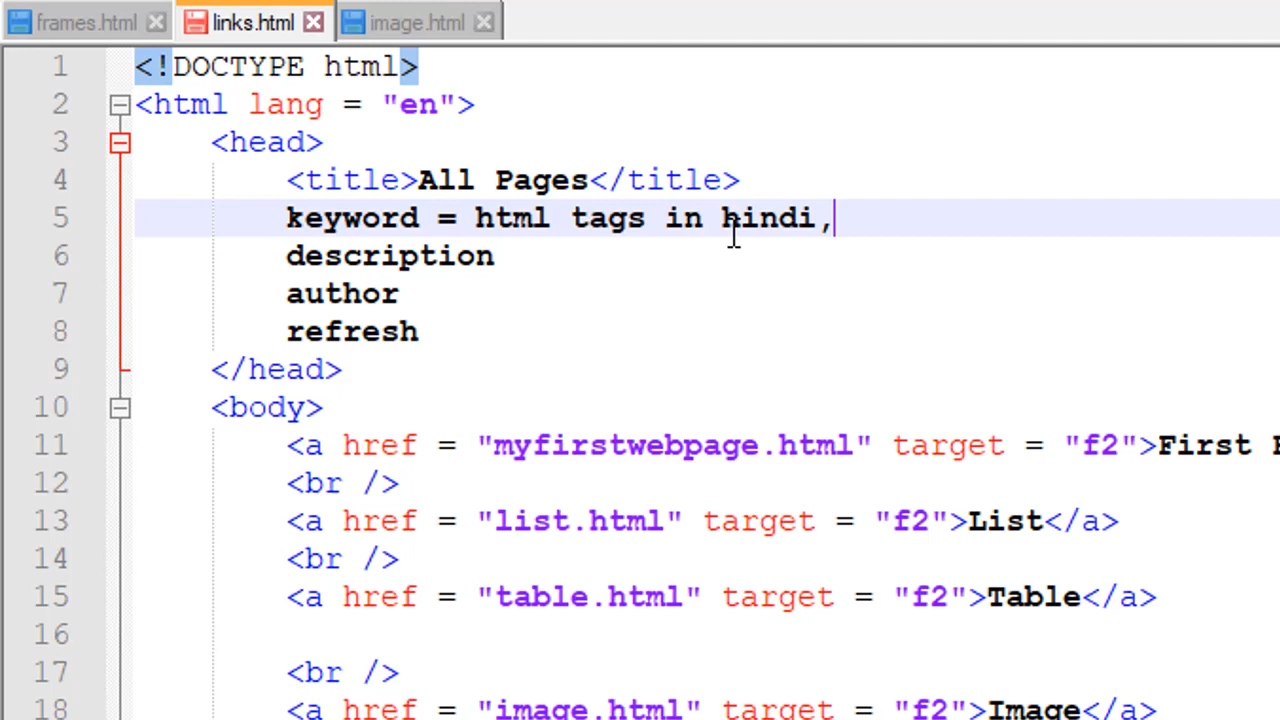 frames.html links.html image.html
1 <!DOCTYPE html>
2 <html lang = "en">
3 <head>
4 <title>All Pages</title>
5 keyword = html tags in hindi,
6 description
7 author
8 refresh
9 </head>
10 <body>
11 <a href = "myfirstwebpage.html" target = "f2">First
12 <br />
13 <a href = "list.html" target = "f2">List</a>
14 <br />
15 <a href = "table.html" target = "f2">Table</a>
16
17 <br />
18 <a href = "image.html" target = "f2">Image</a>